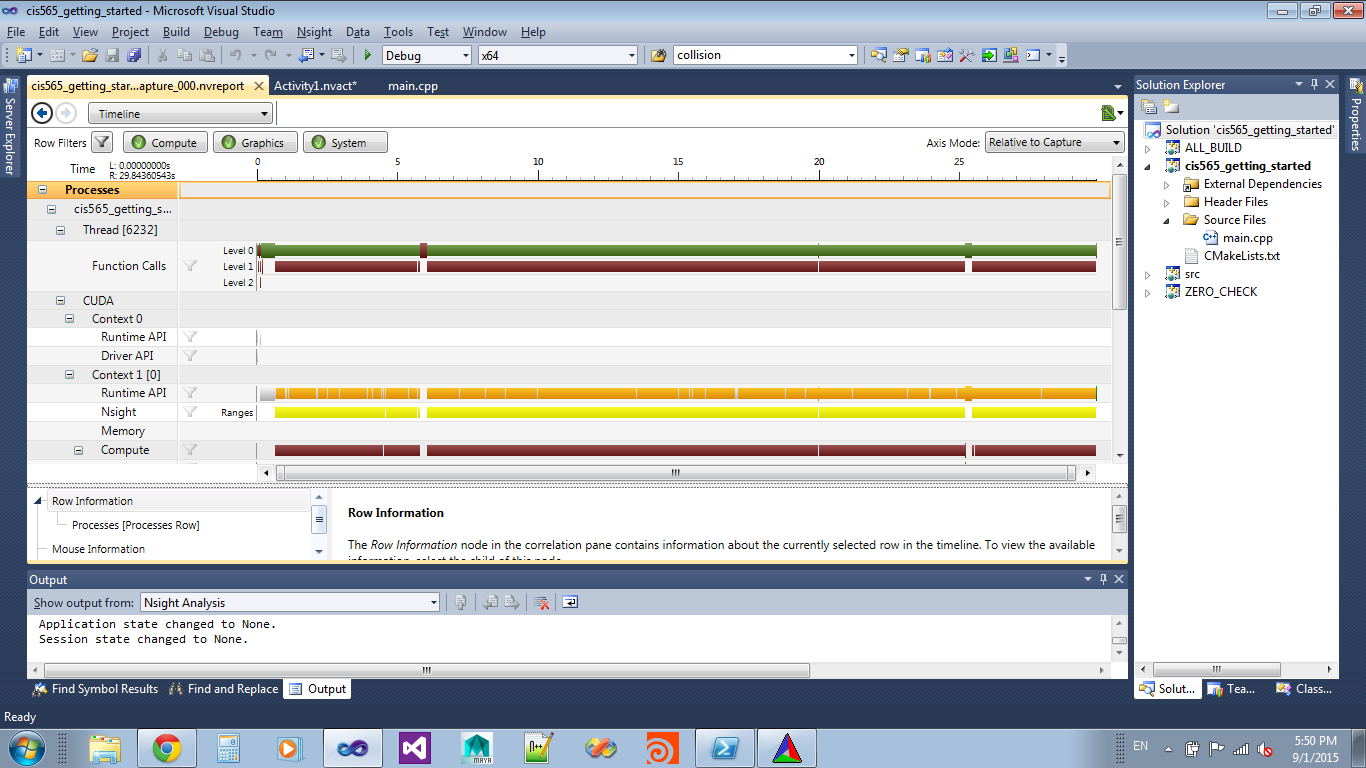 cis565_getting_started - Microsoft Visual Studio
File Edit View Project Build Debug Team Nsight Data Tools Test Window Help
Debug x64 collision
Server Explorer
cis565_getting_star...apture_000.nvreport Activity1.nvact* main.cpp
Timeline
Row Filters Compute Graphics System Axis Mode: Relative to Capture
Time L: 0.00000000s 0 5 10 15 20 25
R: 29.84360543s
Processes
cis565_getting_s...
Thread [6232]
Level 0
Function Calls Level 1
Level 2
CUDA
Context 0
Runtime API
Driver API
Context 1 [0]
Runtime API
Nsight Ranges
Memory
Compute
Row Information
Processes [Processes Row]
Mouse Information
Row Information
The Row Information node in the correlation pane contains information about the currently selected row in the timeline. To view the available
information, select the child of this node.
Output
Show output from: Nsight Analysis
Application state changed to None.
Session state changed to None.
Find Symbol Results Find and Replace Output
Solution Explorer
Solution 'cis565_getting_started'
ALL_BUILD
cis565_getting_started
External Dependencies
Header Files
Source Files
main.cpp
CMakeLists.txt
src
ZERO_CHECK
Solut... Tea... Class...
Properties
Ready
MAYA
EN 5:50 PM
9/1/2015